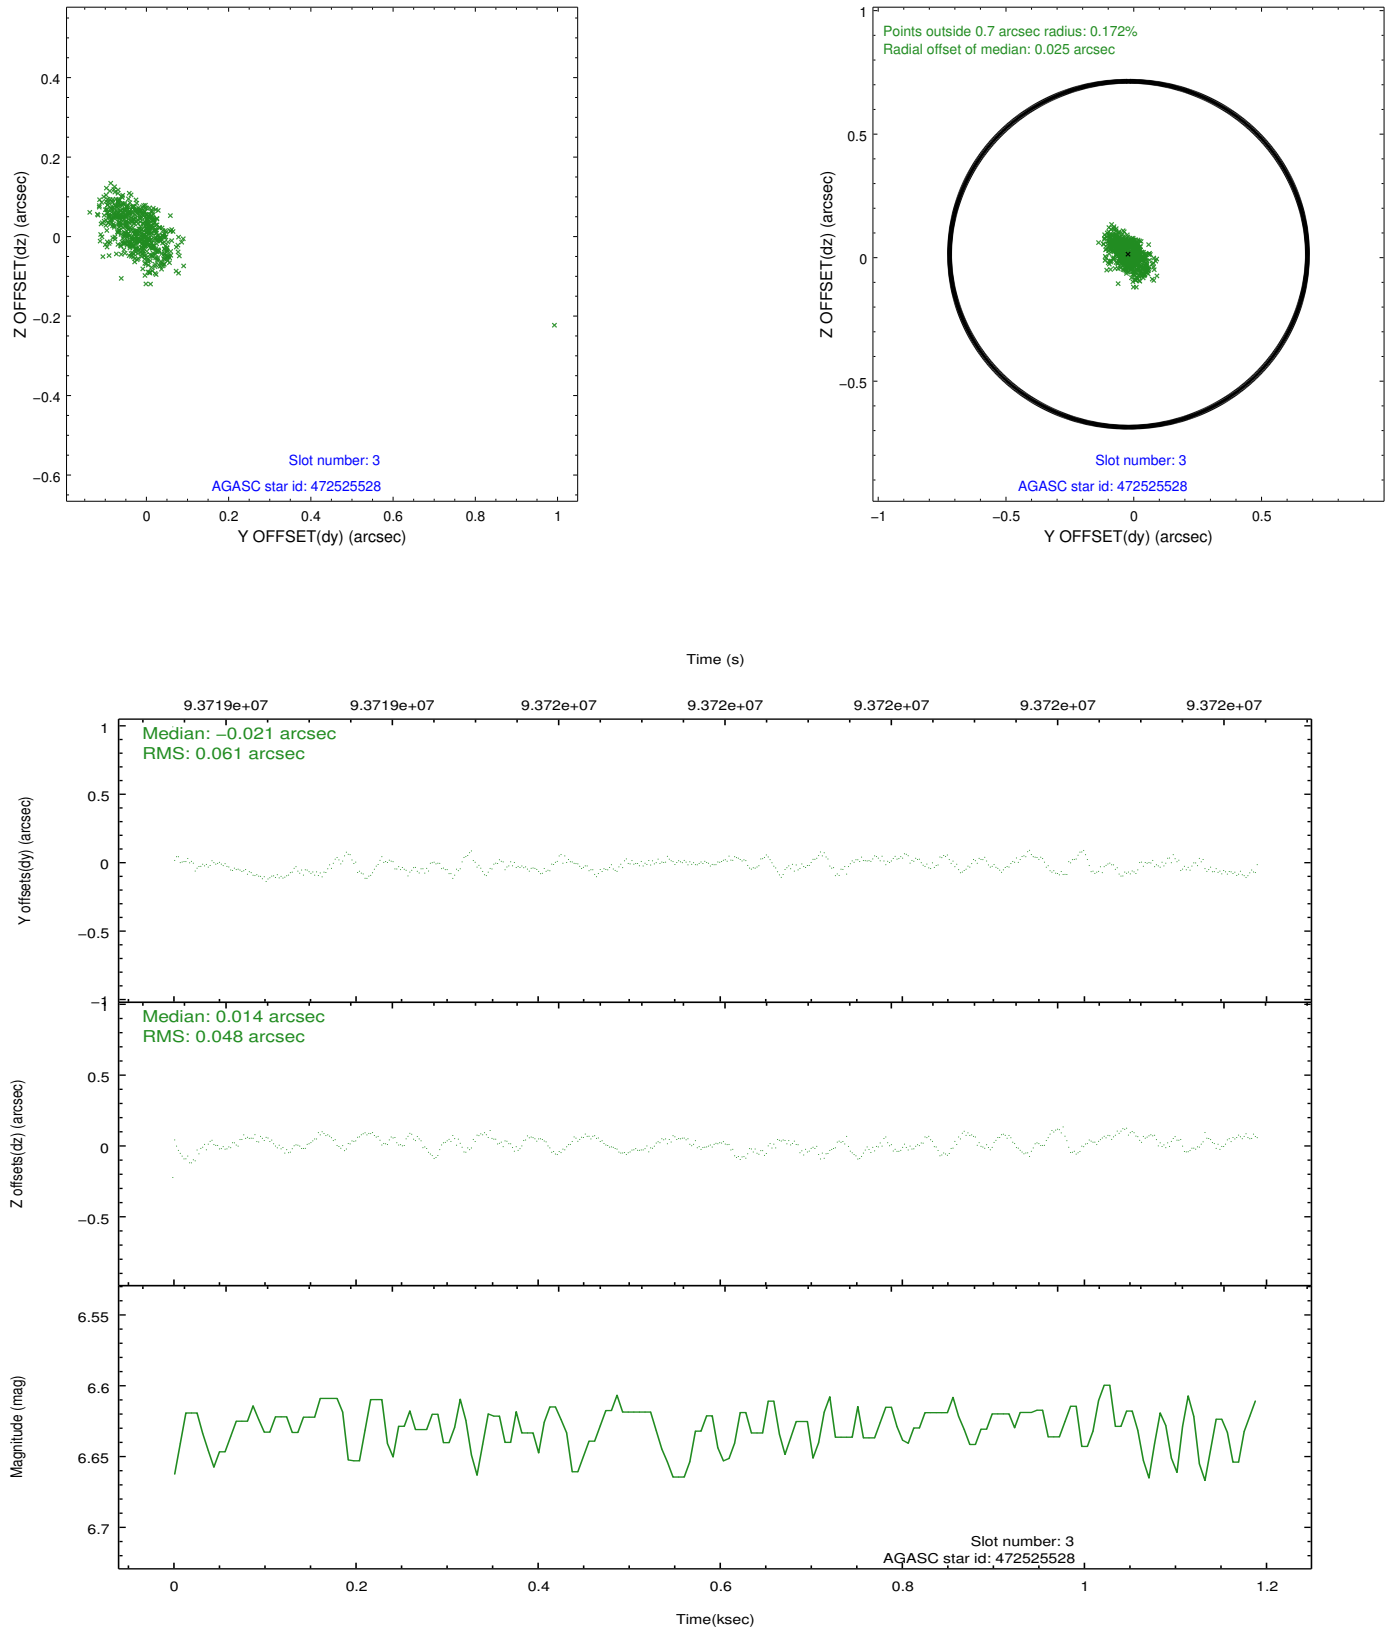 0.4
0.2
0
−0.2
−0.4
−0.6
Z OFFSET(dz) (arcsec)
Slot number: 3
AGASC star id: 472525528
0
0.2
0.4
0.6
0.8
1
Y OFFSET(dy) (arcsec)
Points outside 0.7 arcsec radius: 0.172%
Radial offset of median: 0.025 arcsec
1
0.5
0
−0.5
Z OFFSET(dz) (arcsec)
Slot number: 3
AGASC star id: 472525528
−1
−0.5
0
0.5
Y OFFSET(dy) (arcsec)
Time (s)
9.3719e+07
9.3719e+07
9.372e+07
9.372e+07
9.372e+07
9.372e+07
9.372e+07
Median: −0.021 arcsec
RMS: 0.061 arcsec
1
0.5
0
−0.5
−1
Y offsets(dy) (arcsec)
Median: 0.014 arcsec
RMS: 0.048 arcsec
1
0.5
0
−0.5
Z offsets(dz) (arcsec)
6.55
6.6
6.65
6.7
Magnitude (mag)
Slot number: 3
AGASC star id: 472525528
0
0.2
0.4
0.6
0.8
1
1.2
Time(ksec)